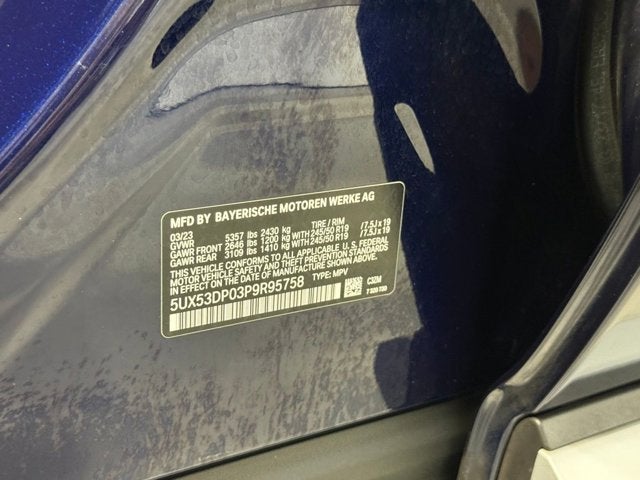 MFD BY BAYERISCHE MOTOREN WERKE AG
03/23 TIRE / RIM
GVWR 5357 lbs 2430 kg
GAWR FRONT 2646 lbs 1200 kg WITH 245/50 R19 /7.5J x 19
GAWR REAR 3109 lbs 1410 kg WITH 245/50 R19 /7.5J x 19
THIS VEHICLE CONFORMS TO ALL APPLICABLE U.S. FEDERAL
MOTOR VEHICLE SAFETY AND THEFT PREVENTION STANDARDS
IN EFFECT ON THE DATE OF MANUFACTURE SHOWN ABOVE.
5UX53DP03P9R95758 TYPE: MPV
C32M